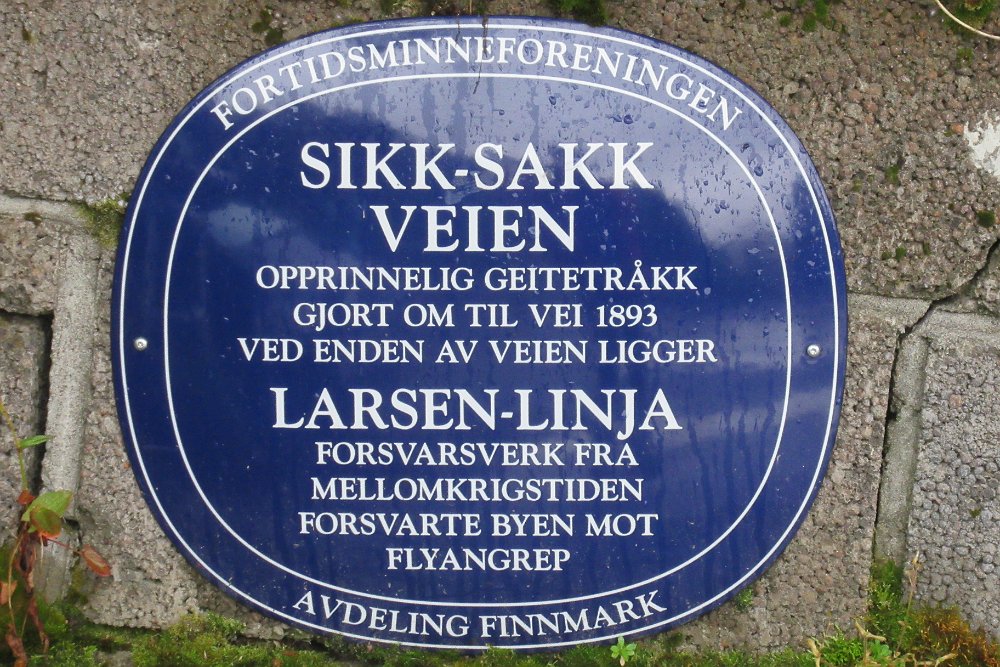 FORTIDSMINNEFORENINGEN
SIKK-SAKK
VEIEN
OPPRINNELIG GEITETRÅKK
GJORT OM TIL VEI 1893
VED ENDEN AV VEIEN LIGGER
LARSEN-LINJA
FORSVARSVERK FRA
MELLOMKRIGSTIDEN
FORSVARTE BYEN MOT
FLYANGREP
AVDELING FINNMARK